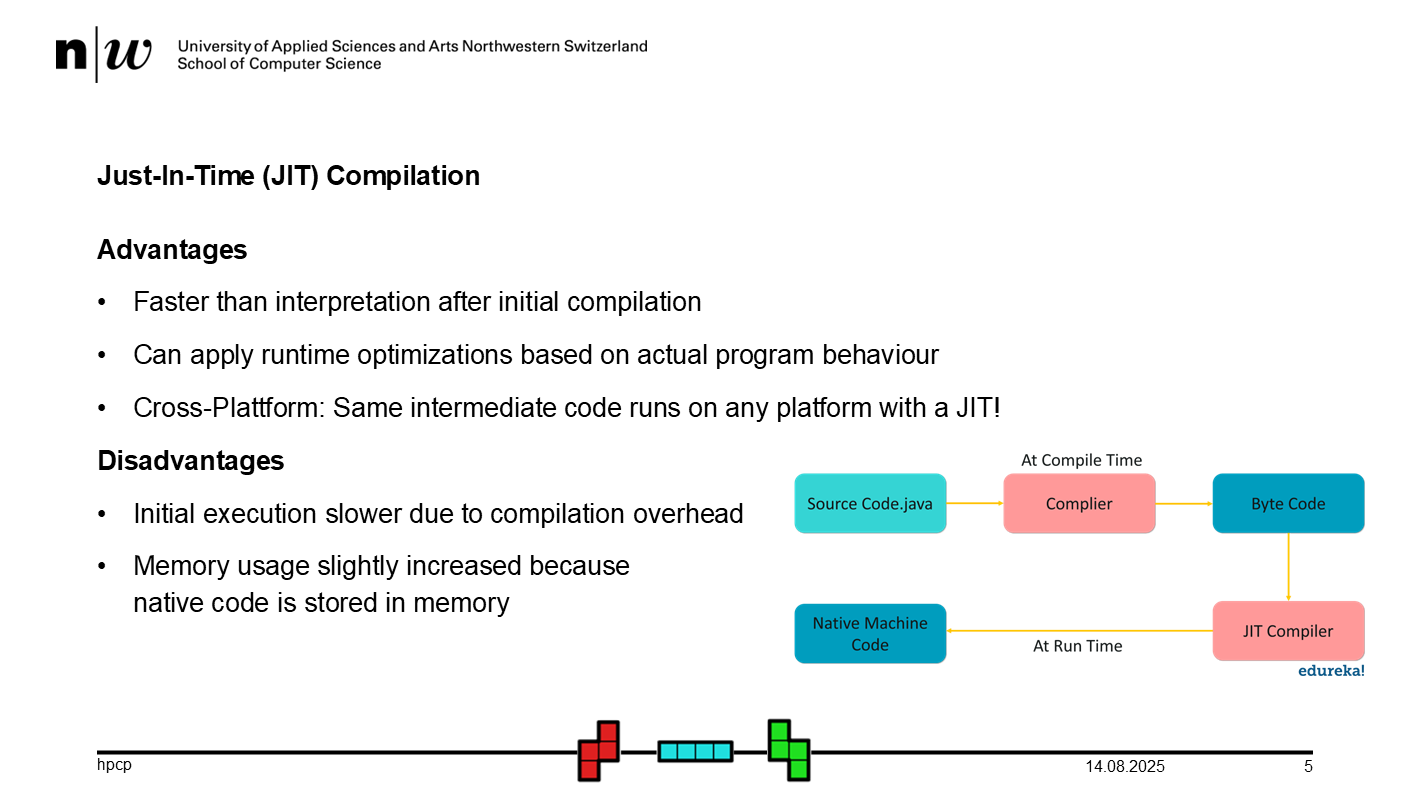 n|w University of Applied Sciences and Arts Northwestern Switzerland
School of Computer Science
Just-In-Time (JIT) Compilation
Advantages
• Faster than interpretation after initial compilation
• Can apply runtime optimizations based on actual program behaviour
• Cross-Plattform: Same intermediate code runs on any platform with a JIT!
Disadvantages
• Initial execution slower due to compilation overhead
• Memory usage slightly increased because
native code is stored in memory
At Compile Time
Source Code.java
Complier
Byte Code
Native Machine
Code
At Run Time
JIT Compiler
edureka!
hpcp
14.08.2025
5